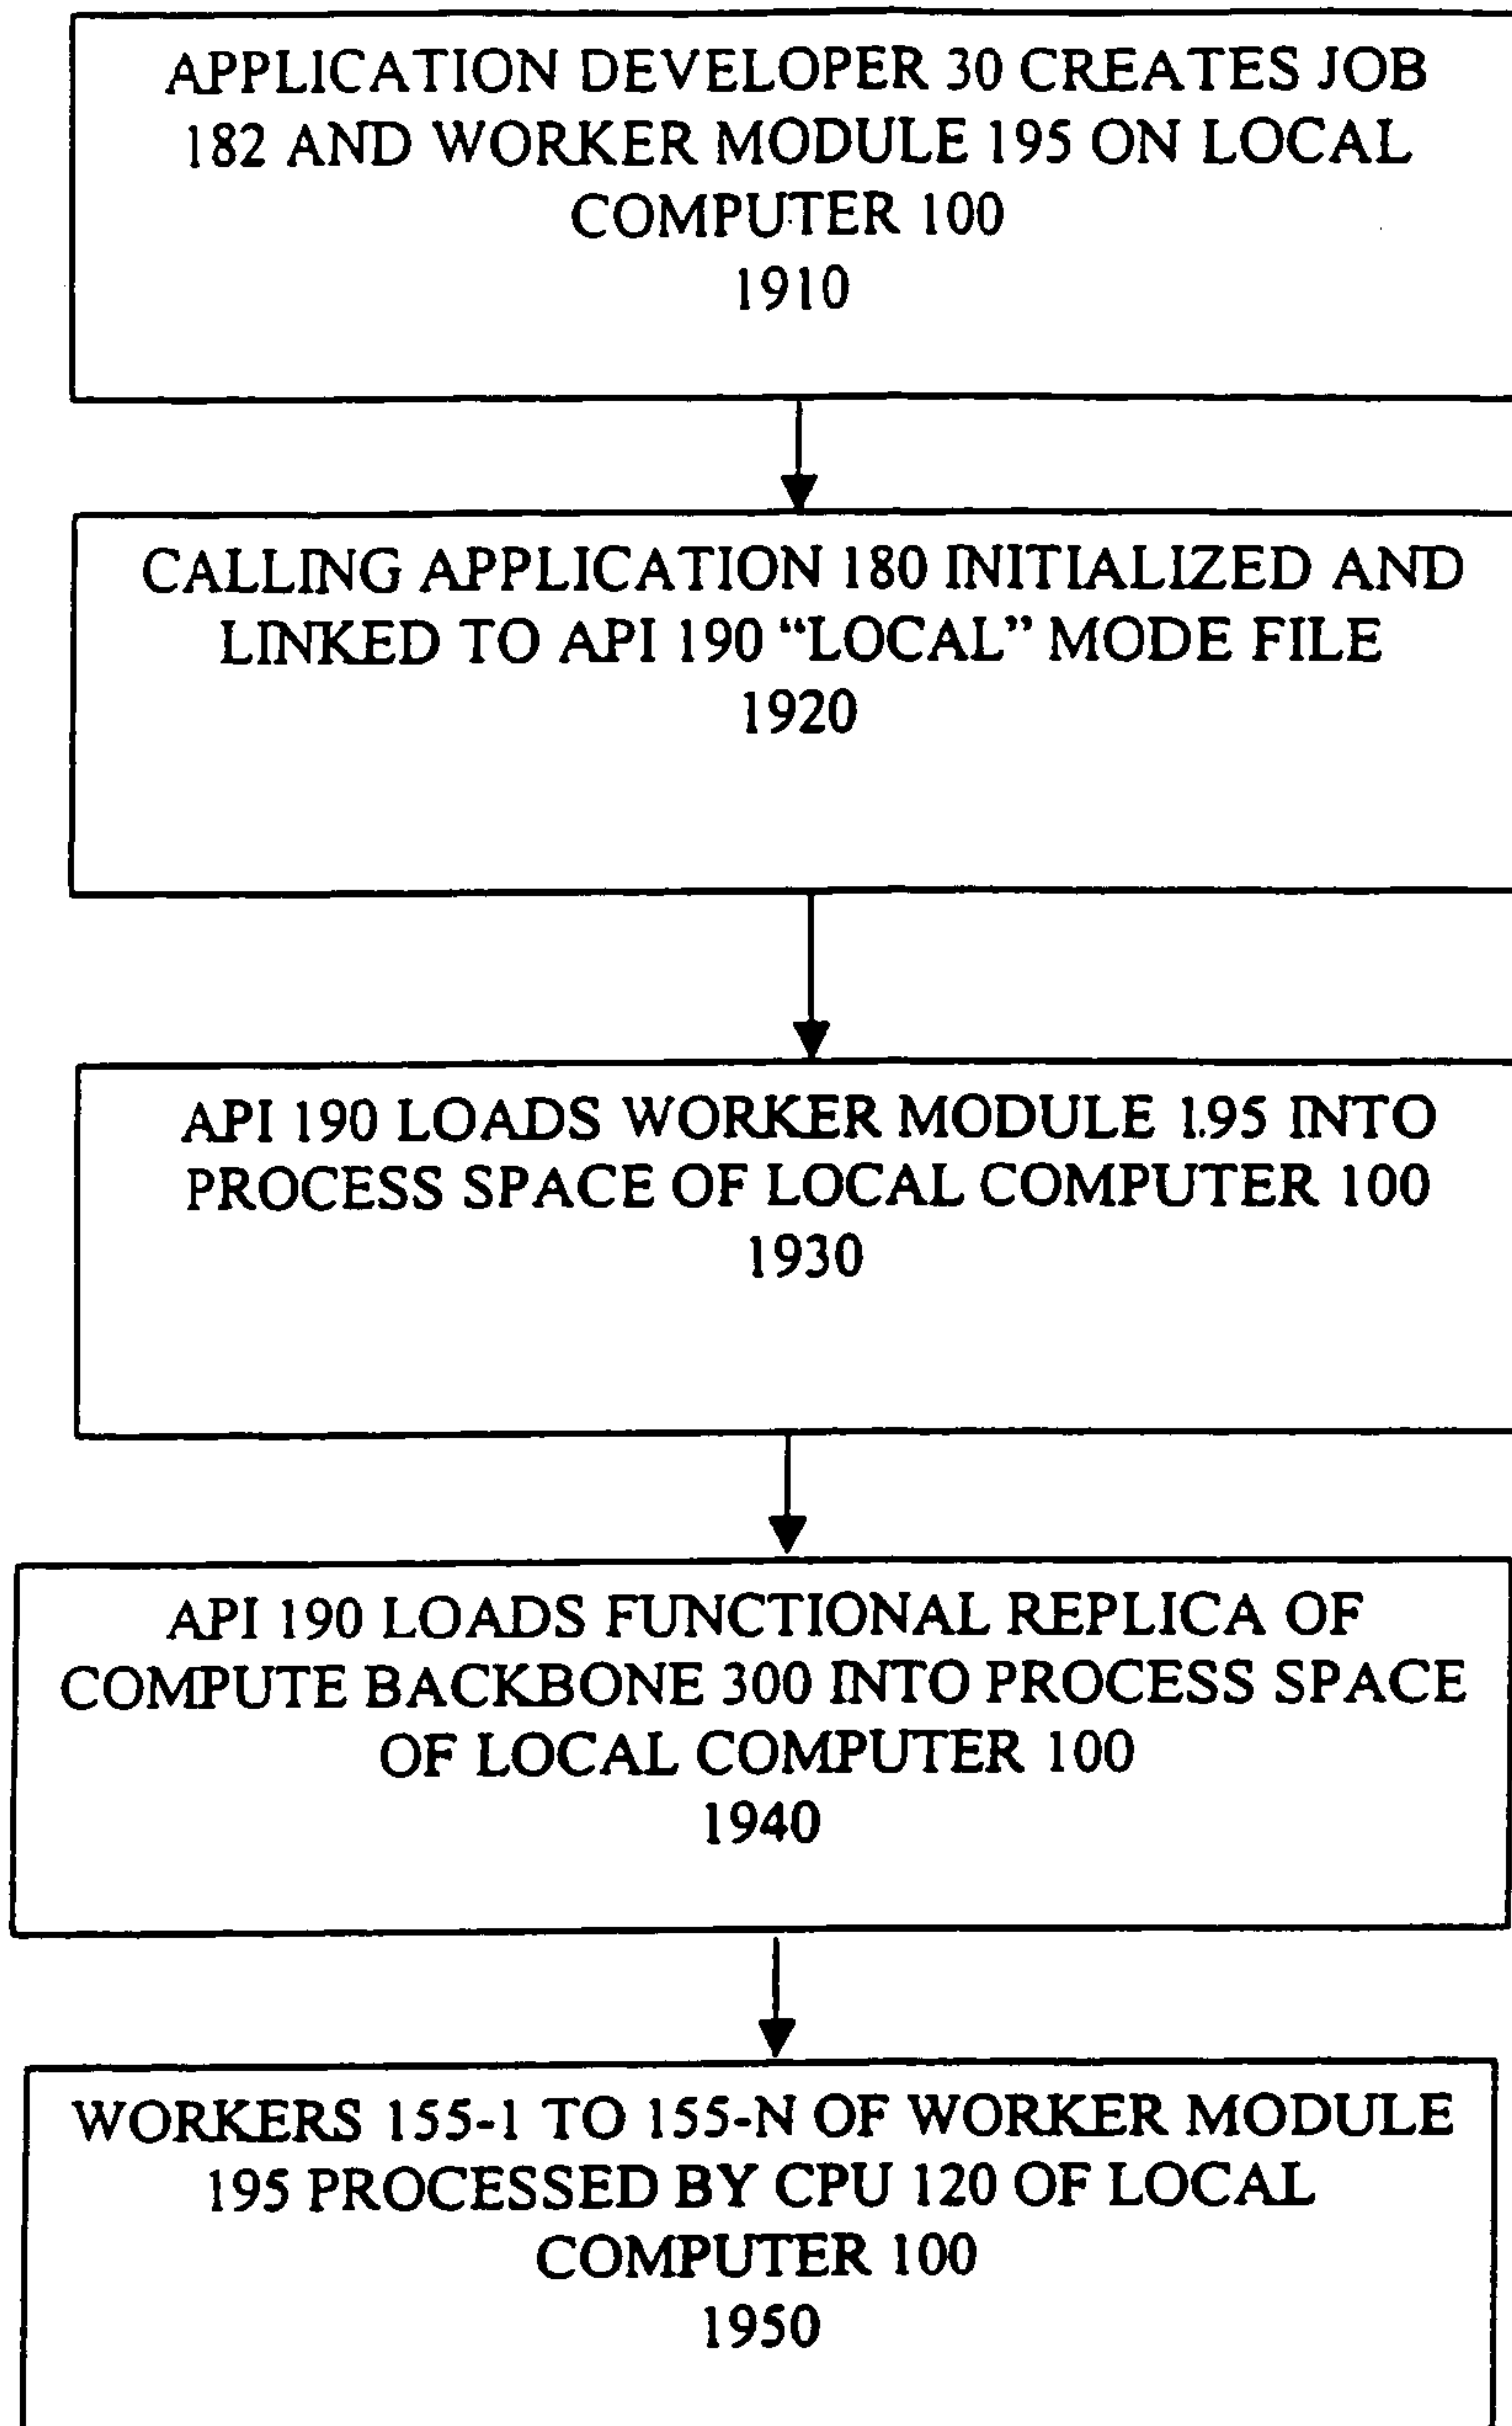 APPLICATION DEVELOPER 30 CREATES JOB
182 AND WORKER MODULE 195 ON LOCAL
COMPUTER 100
1910
CALLING APPLICATION 180 INITIALIZED AND
LINKED TO API 190 “LOCAL” MODE FILE
1920
API 190 LOADS WORKER MODULE 195 INTO
PROCESS SPACE OF LOCAL COMPUTER 100
1930
API 190 LOADS FUNCTIONAL REPLICA OF
COMPUTE BACKBONE 300 INTO PROCESS SPACE
OF LOCAL COMPUTER 100
1940
WORKERS 155-1 TO 155-N OF WORKER MODULE
195 PROCESSED BY CPU 120 OF LOCAL
COMPUTER 100
1950